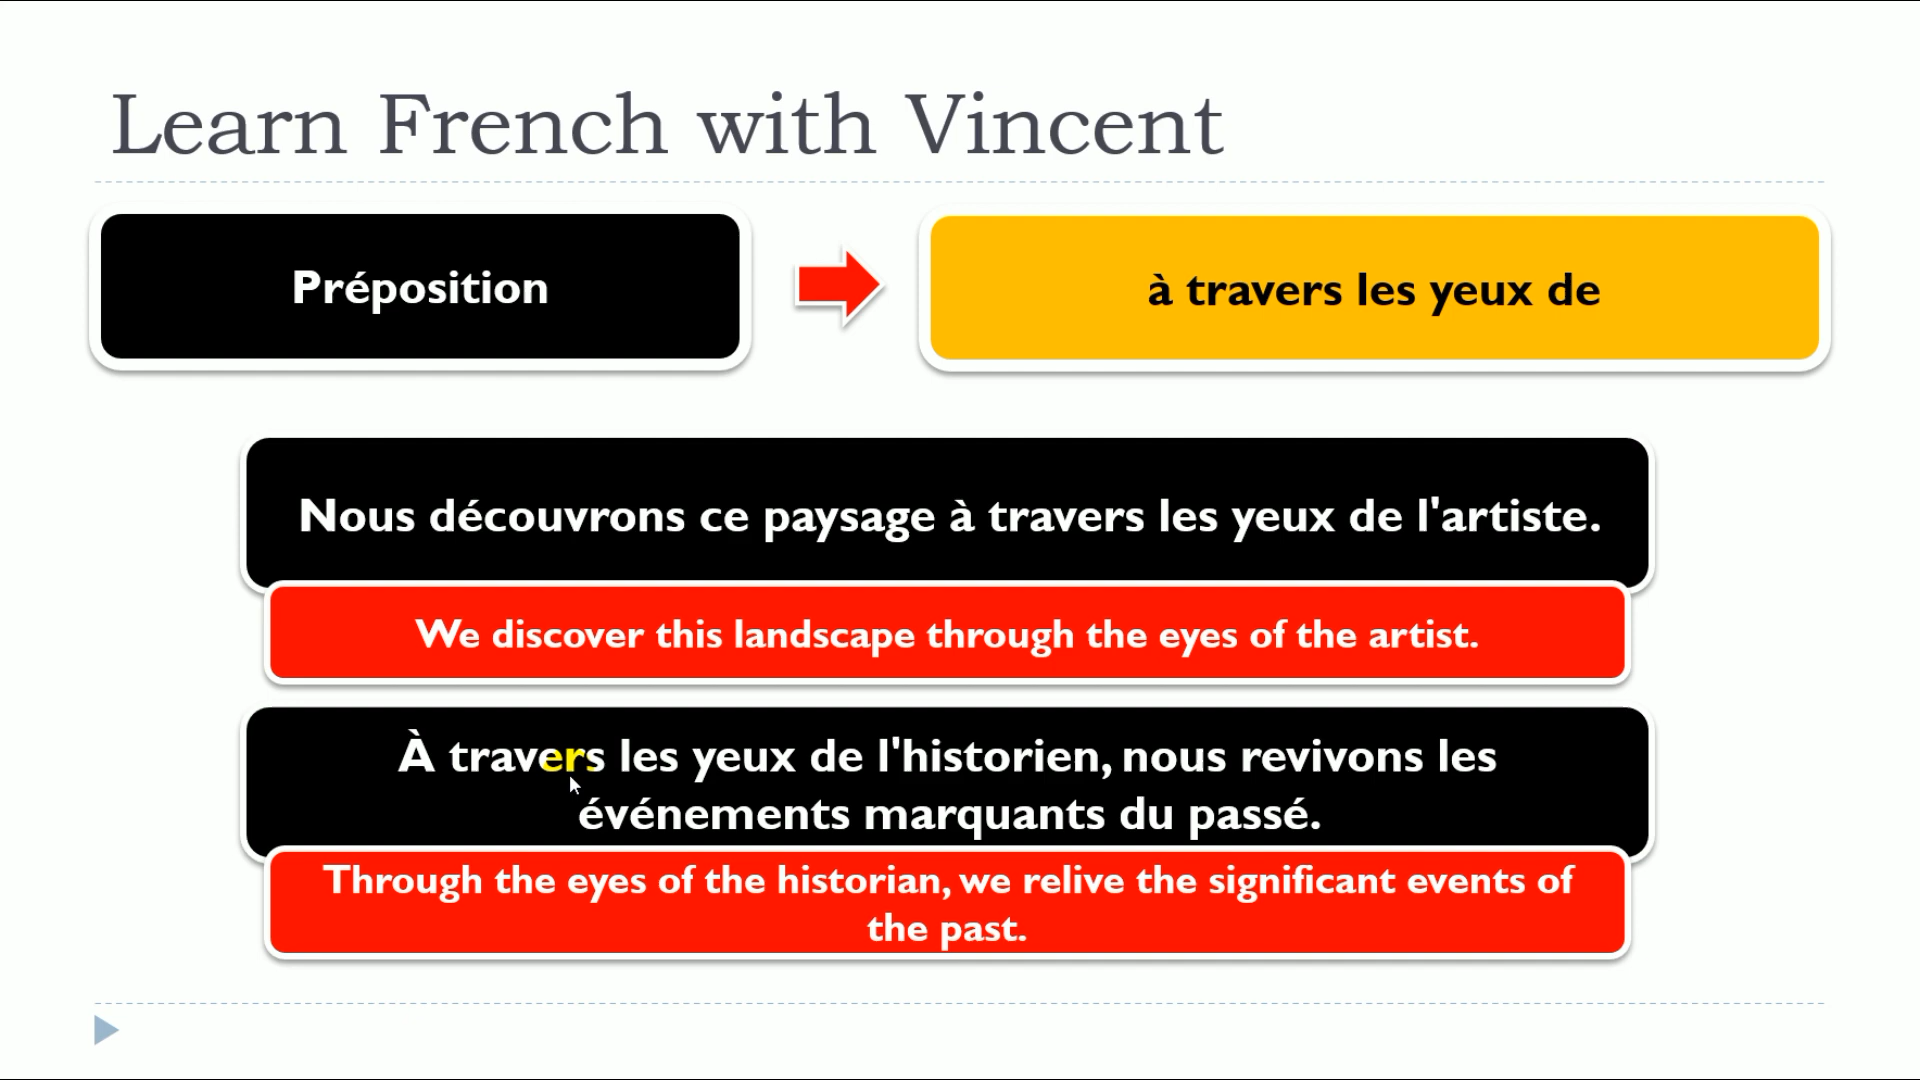 Learn French with Vincent
Préposition
à travers les yeux de
Nous découvrons ce paysage à travers les yeux de l'artiste.
We discover this landscape through the eyes of the artist.
À travers les yeux de l'historien, nous revivons les
événements marquants du passé.
Through the eyes of the historian, we relive the significant events of
the past.